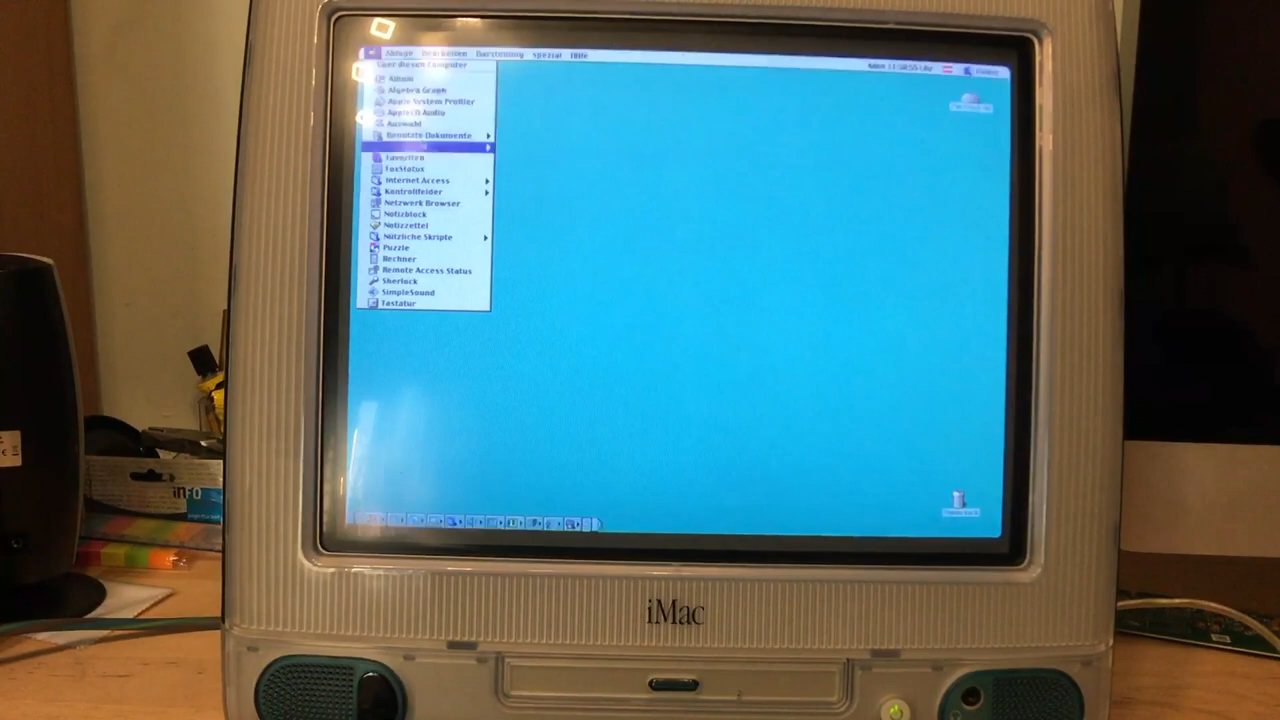 Ablage Bearbeiten Darstellung Spezial Hilfe
Über diesen Computer
Algebra Graph
Apple System Profiler
AppleCD Audio
Auswahl
Benutzte Dokumente
Favoriten
FaxStatus
Internet Access
Kontrollfelder
Netzwerk Browser
Notizblock
Notizzettel
Nützliche Skripte
Puzzle
Rechner
Remote Access Status
Sherlock
SimpleSound
Tastatur
info
iMac